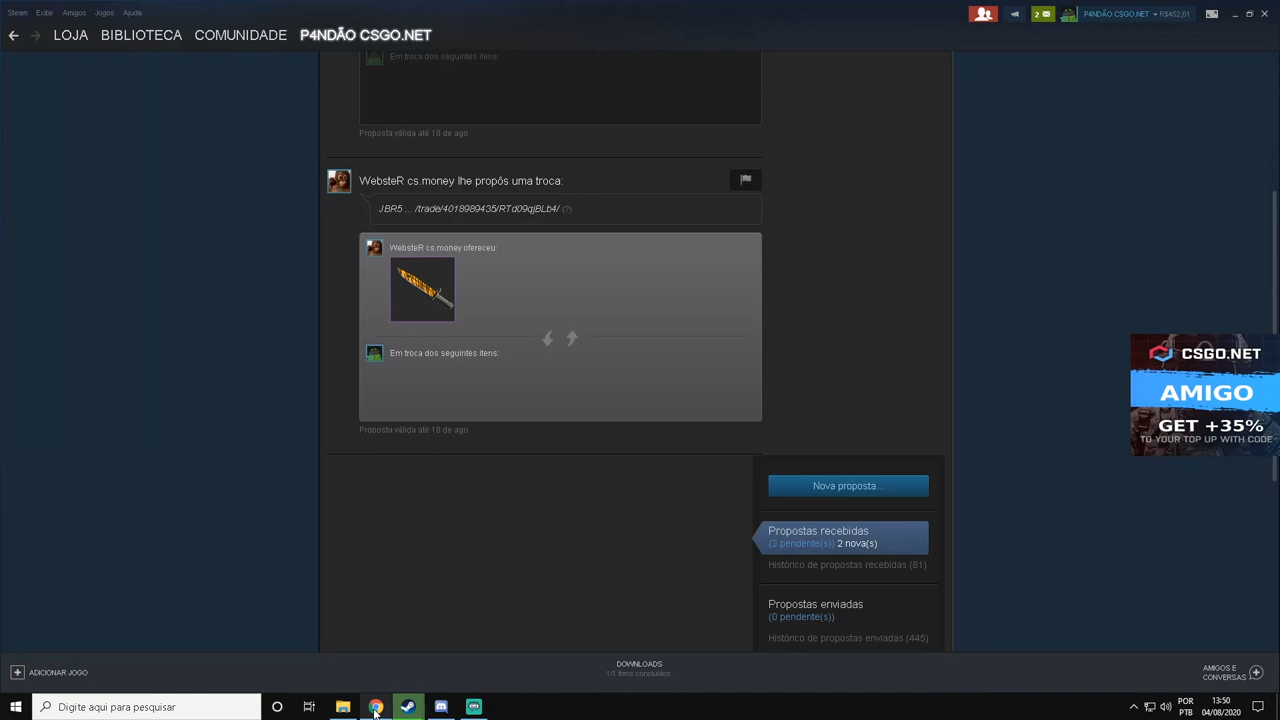 Steam Exibir Amigos Jogos Ajuda
2 P4NDÃO CSGO.NET R$452,61
LOJA BIBLIOTECA COMUNIDADE P4NDÃO CSGO.NET
Em troca dos seguintes itens:
Proposta válida até 18 de ago
WebsteR cs.money lhe propôs uma troca:
JBR5 ... /trade/4018989435/RTd09qjBLb4/ (?)
WebsteR cs.money ofereceu:
Em troca dos seguintes itens:
Proposta válida até 18 de ago
CSGO.NET
AMIGO
GET +35%
TO YOUR TOP UP WITH CODE
Nova proposta...
Propostas recebidas
(2 pendente(s)) 2 nova(s)
Histórico de propostas recebidas (81)
Propostas enviadas
(0 pendente(s))
Histórico de propostas enviadas (445)
ADICIONAR JOGO
DOWNLOADS
1/1 itens concluídos
AMIGOS E
CONVERSAS
Digite aqui para pesquisar
POR
PTB
13:50
04/08/2020